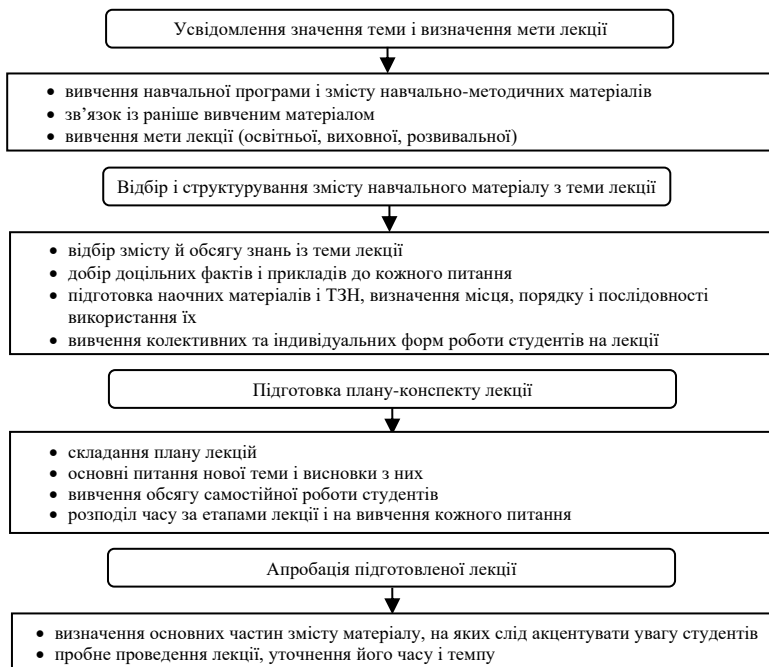 Усвідомлення значення теми і визначення мети лекції
• вивчення навчальної програми і змісту навчально-методичних матеріалів
• зв’язок із раніше вивченим матеріалом
• вивчення мети лекції (освітньої, виховної, розвивальної)
Відбір і структурування змісту навчального матеріалу з теми лекції
• відбір змісту й обсягу знань із теми лекції
• добір доцільних фактів і прикладів до кожного питання
• підготовка наочних матеріалів і ТЗН, визначення місця, порядку і послідовності
використання їх
• вивчення колективних та індивідуальних форм роботи студентів на лекції
Підготовка плану-конспекту лекції
• складання плану лекцій
• основні питання нової теми і висновки з них
• вивчення обсягу самостійної роботи студентів
• розподіл часу за етапами лекції і на вивчення кожного питання
Апробація підготовленої лекції
• визначення основних частин змісту матеріалу, на яких слід акцентувати увагу студентів
• пробне проведення лекції, уточнення його часу і темпу